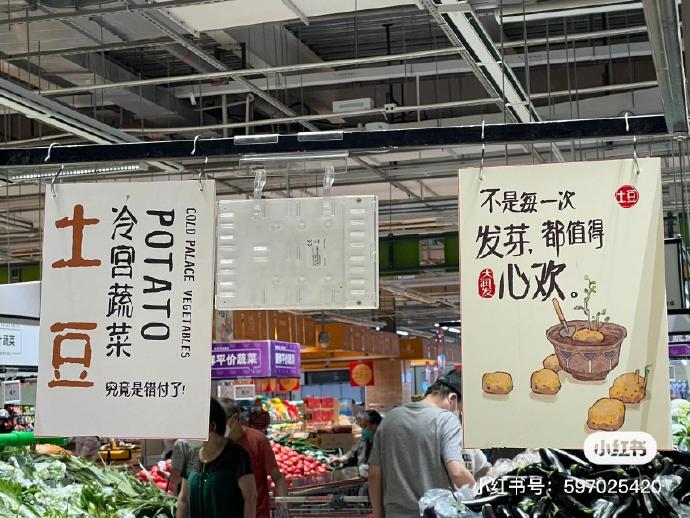 土豆
冷宫蔬菜
POTATO
COLD PALACE VEGETABLES
究竟是错付了!
不是每一次
土豆
发芽,都值得
大润发
心欢。
平价蔬菜
小红书
小红书号：597025420